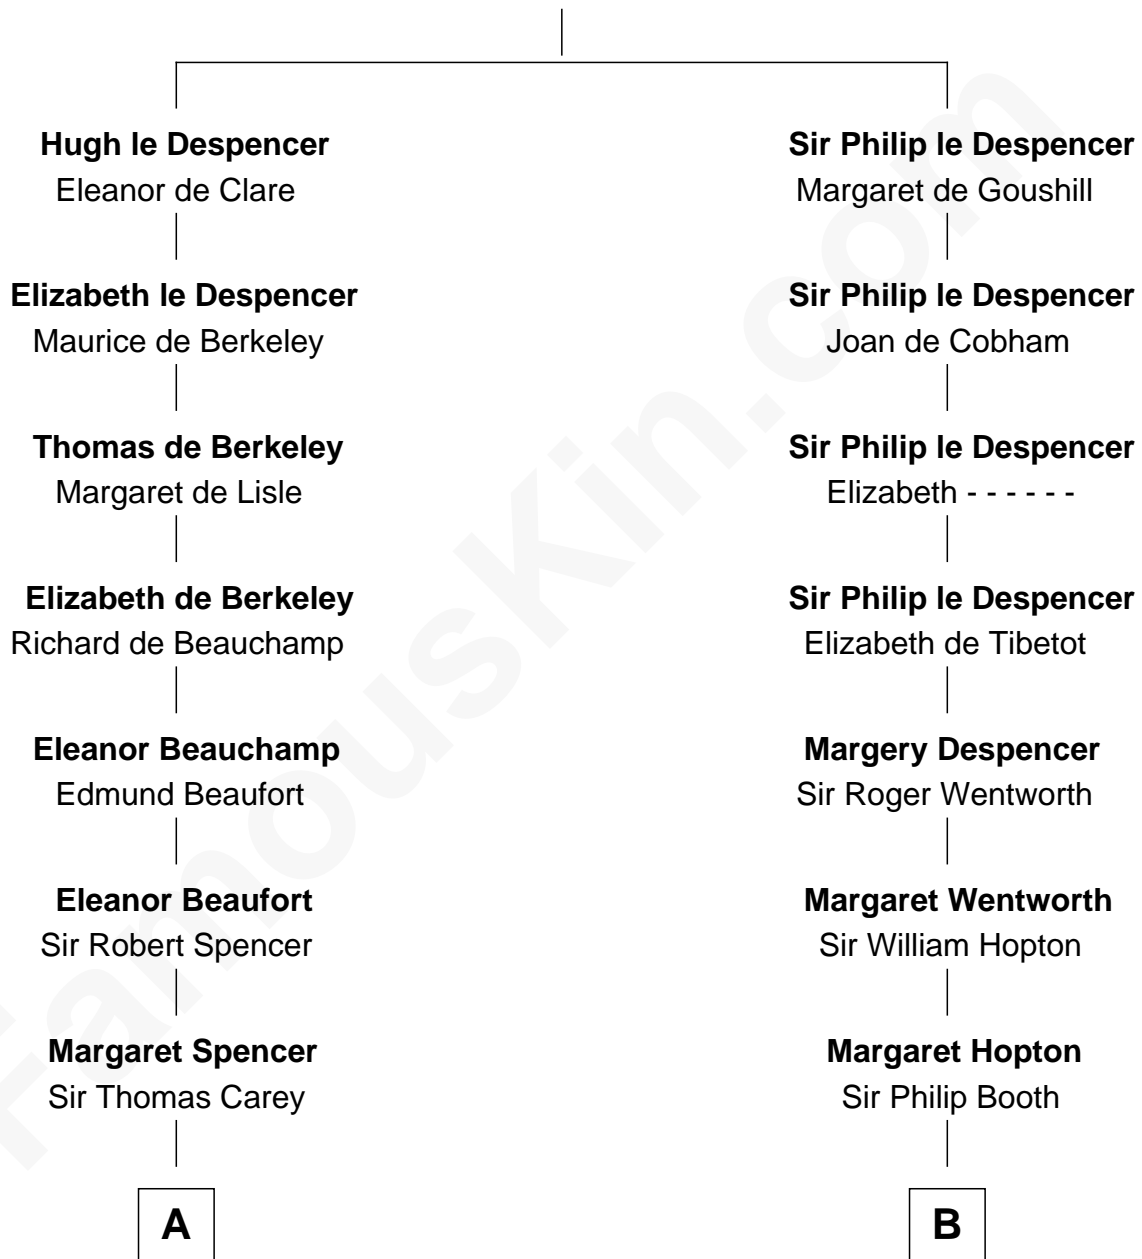 Hugh le Despencer
Eleanor de Clare
Elizabeth le Despencer
Maurice de Berkeley
Thomas de Berkeley
Margaret de Lisle
Elizabeth de Berkeley
Richard de Beauchamp
Eleanor Beauchamp
Edmund Beaufort
Eleanor Beaufort
Sir Robert Spencer
Margaret Spencer
Sir Thomas Carey
A
Sir Philip le Despencer
Margaret de Goushill
Sir Philip le Despencer
Joan de Cobham
Sir Philip le Despencer
Elizabeth - - - - - -
Sir Philip le Despencer
Elizabeth de Tibetot
Margery Despencer
Sir Roger Wentworth
Margaret Wentworth
Sir William Hopton
Margaret Hopton
Sir Philip Booth
B
FamousKin.com